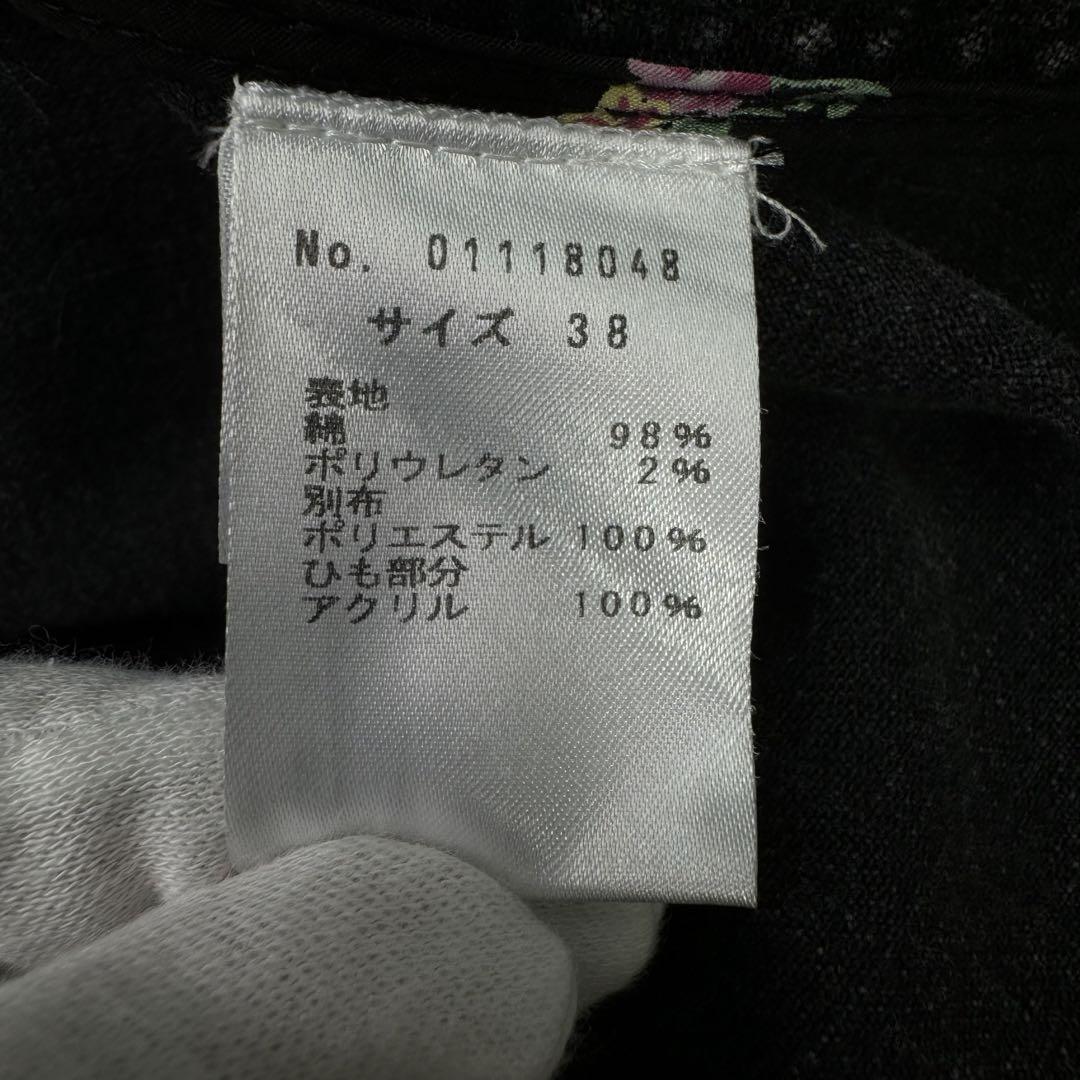 No. 01118048
サイズ 38
表地
綿 98%
ポリウレタン 2%
別布
ポリエステル 100%
ひも部分
アクリル 100%